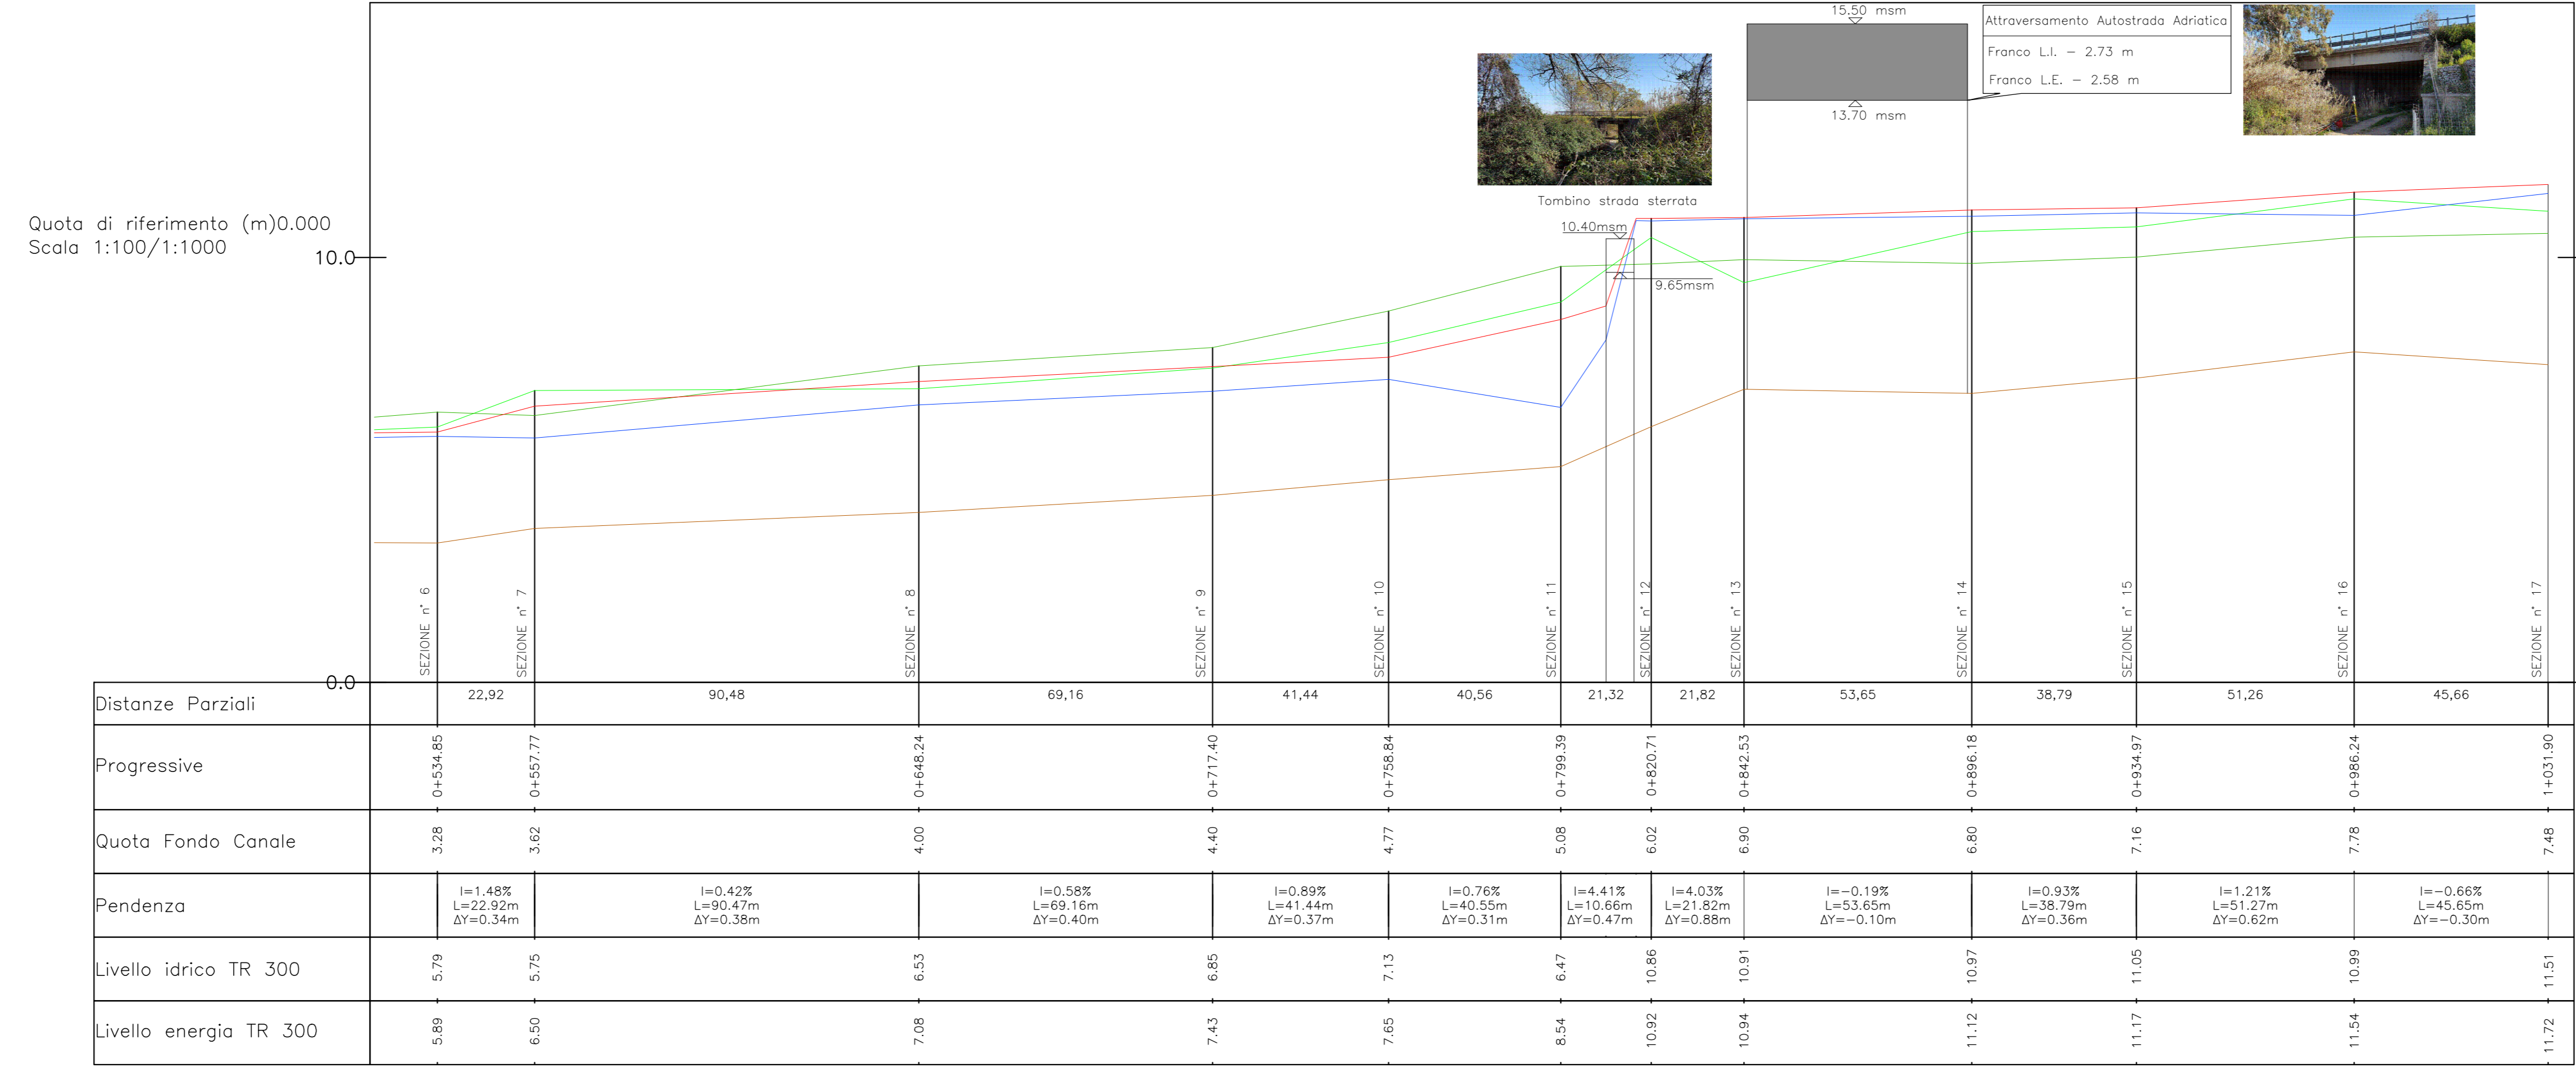 15.50 msm
Attraversamento Autostrada Adriatica
Franco L.I. - 2.73 m
Franco L.E. - 2.58 m
13.70 msm
Tombino strada sterrata
10.40msm
9.65msm
Quota di riferimento (m)0.000
Scala 1:100/1:1000
10.0
0.0
SEZIONE n° 6
SEZIONE n° 7
SEZIONE n° 8
SEZIONE n° 9
SEZIONE n° 10
SEZIONE n° 11
SEZIONE n° 12
SEZIONE n° 13
SEZIONE n° 14
SEZIONE n° 15
SEZIONE n° 16
SEZIONE n° 17
Distanze Parziali 22,92 90,48 69,16 41,44 40,56 21,32 21,82 53,65 38,79 51,26 45,66
Progressive 0+534.85 0+557.77 0+648.24 0+717.40 0+758.84 0+799.39 0+820.71 0+842.53 0+896.18 0+934.97 0+986.24 1+031.90
Quota Fondo Canale 3.28 3.62 4.00 4.40 4.77 5.08 6.02 6.90 6.80 7.16 7.78 7.48
Pendenza
I=1.48% I=0.42% I=0.58% I=0.89% I=0.76% I=4.41% I=4.03% I=-0.19% I=0.93% I=1.21% I=-0.66%
L=22.92m L=90.47m L=69.16m L=41.44m L=40.55m L=10.66m L=21.82m L=53.65m L=38.79m L=51.27m L=45.65m
ΔY=0.34m ΔY=0.38m ΔY=0.40m ΔY=0.37m ΔY=0.31m ΔY=0.47m ΔY=0.88m ΔY=-0.10m ΔY=0.36m ΔY=0.62m ΔY=-0.30m
Livello idrico TR 300 5.79 5.75 6.53 6.85 7.13 6.47 10.86 10.91 10.97 11.05 10.99 11.51
Livello energia TR 300 5.89 6.50 7.08 7.43 7.65 8.54 10.92 10.94 11.12 11.17 11.54 11.72